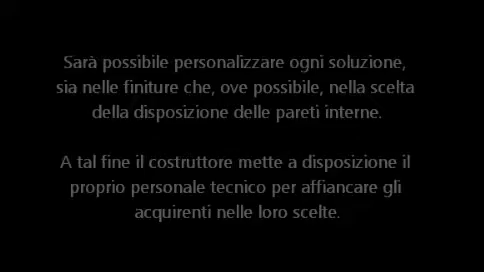 Sarà possibile personalizzare ogni soluzione,
sia nelle finiture che, ove possibile, nella scelta
della disposizione delle pareti interne.
A tal fine il costruttore mette a disposizione il
proprio personale tecnico per affiancare gli
acquirenti nelle loro scelte.